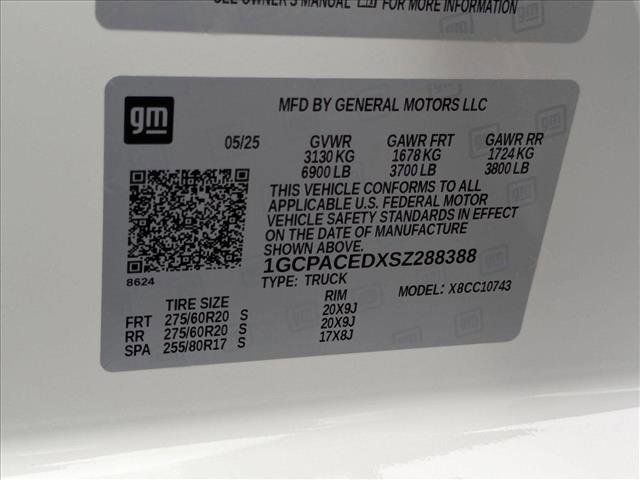 SEE OWNER'S MANUAL FOR MORE INFORMATION
gm
MFD BY GENERAL MOTORS LLC
05/25 GVWR GAWR FRT GAWR RR
3130 KG 1678 KG 1724 KG
6900 LB 3700 LB 3800 LB
THIS VEHICLE CONFORMS TO ALL
APPLICABLE U.S. FEDERAL MOTOR
VEHICLE SAFETY STANDARDS IN EFFECT
ON THE DATE OF MANUFACTURE
SHOWN ABOVE.
1GCPACEDXSZ288388
TYPE: TRUCK MODEL: X8CC10743
8624
TIRE SIZE RIM
FRT 275/60R20 S 20X9J
RR 275/60R20 S 20X9J
SPA 255/80R17 S 17X8J